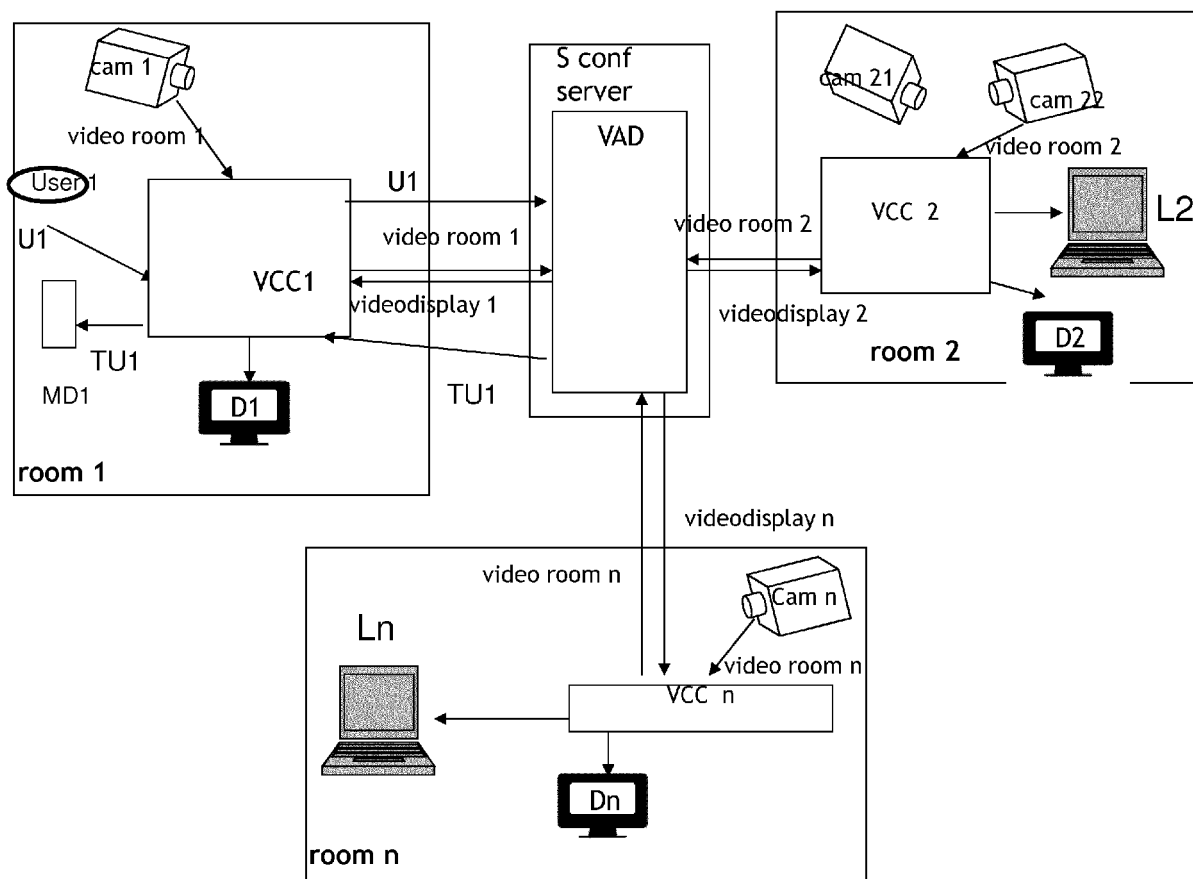 cam 1
video room 1
User 1
U1
VCC1
MD1
TU1
D1
room 1
U1
video room 1
videodisplay 1
TU1
S conf
server
VAD
cam 21
cam 22
video room 2
VCC 2
L2
video room 2
videodisplay 2
D2
room 2
videodisplay n
video room n
Cam n
video room n
Ln
VCC n
Dn
room n